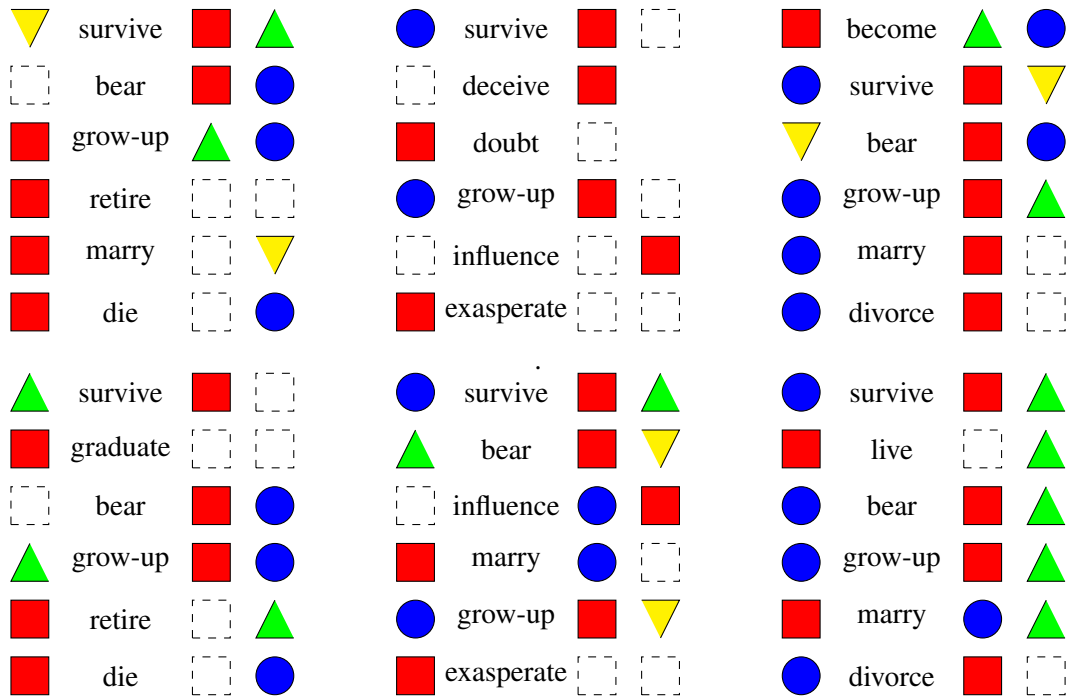 survive
bear
grow-up
retire
marry
die
survive
deceive
doubt
grow-up
influence
exasperate
become
survive
bear
grow-up
marry
divorce
survive
graduate
bear
grow-up
retire
die
.
survive
bear
influence
marry
grow-up
exasperate
survive
live
bear
grow-up
marry
divorce